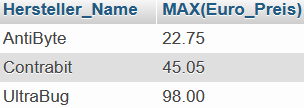 Hersteller_Name MAX(Euro_Preis)
AntiByte 22.75
Contrabit 45.05
UltraBug 98.00